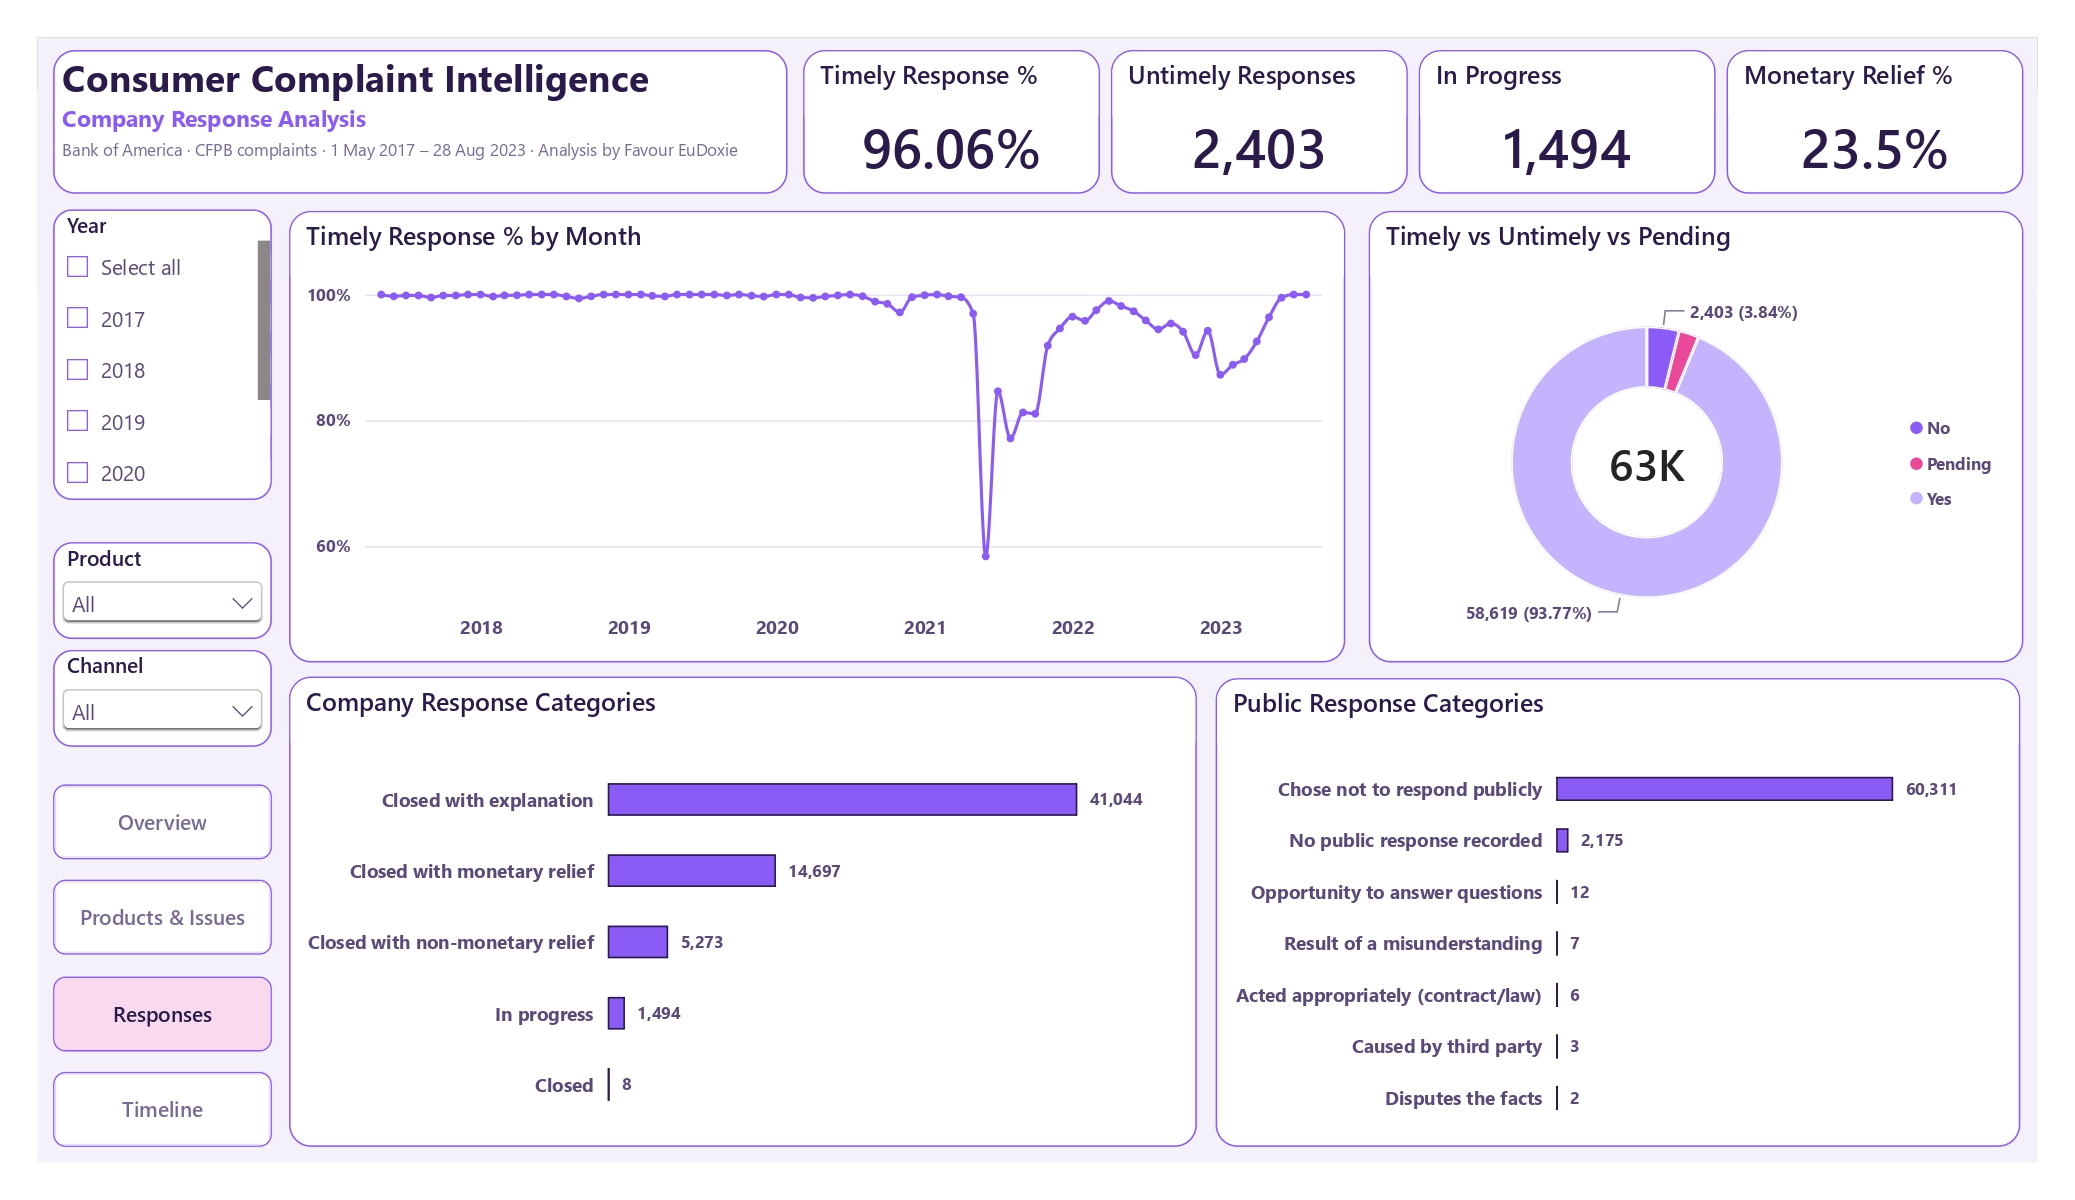 Consumer Complaint Intelligence
Company Response Analysis
Bank of America · CFPB complaints · 1 May 2017 – 28 Aug 2023 · Analysis by Favour EuDoxie
Timely Response %
96.06%
Untimely Responses
2,403
In Progress
1,494
Monetary Relief %
23.5%
Year
Select all
2017
2018
2019
2020
Product
All
Channel
All
Overview
Products & Issues
Responses
Timeline
Timely Response % by Month
100%
80%
60%
2018 2019 2020 2021 2022 2023
Timely vs Untimely vs Pending
2,403 (3.84%)
63K
58,619 (93.77%)
No
Pending
Yes
Company Response Categories
Closed with explanation 41,044
Closed with monetary relief 14,697
Closed with non-monetary relief 5,273
In progress 1,494
Closed 8
Public Response Categories
Chose not to respond publicly 60,311
No public response recorded 2,175
Opportunity to answer questions 12
Result of a misunderstanding 7
Acted appropriately (contract/law) 6
Caused by third party 3
Disputes the facts 2